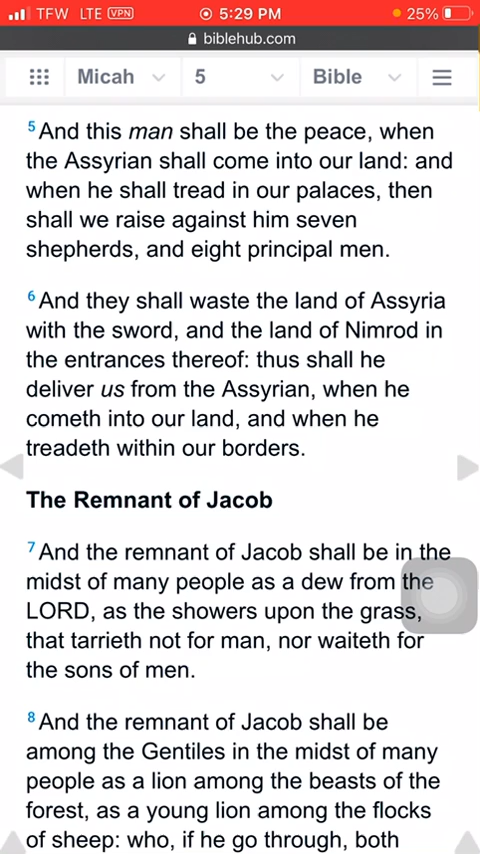 TFW LTE VPN 5:29 PM 25%
biblehub.com
Micah 5 Bible
5 And this man shall be the peace, when
the Assyrian shall come into our land: and
when he shall tread in our palaces, then
shall we raise against him seven
shepherds, and eight principal men.
6 And they shall waste the land of Assyria
with the sword, and the land of Nimrod in
the entrances thereof: thus shall he
deliver us from the Assyrian, when he
cometh into our land, and when he
treadeth within our borders.
The Remnant of Jacob
7 And the remnant of Jacob shall be in the
midst of many people as a dew from the
LORD, as the showers upon the grass,
that tarrieth not for man, nor waiteth for
the sons of men.
8 And the remnant of Jacob shall be
among the Gentiles in the midst of many
people as a lion among the beasts of the
forest, as a young lion among the flocks
of sheep: who, if he go through, both